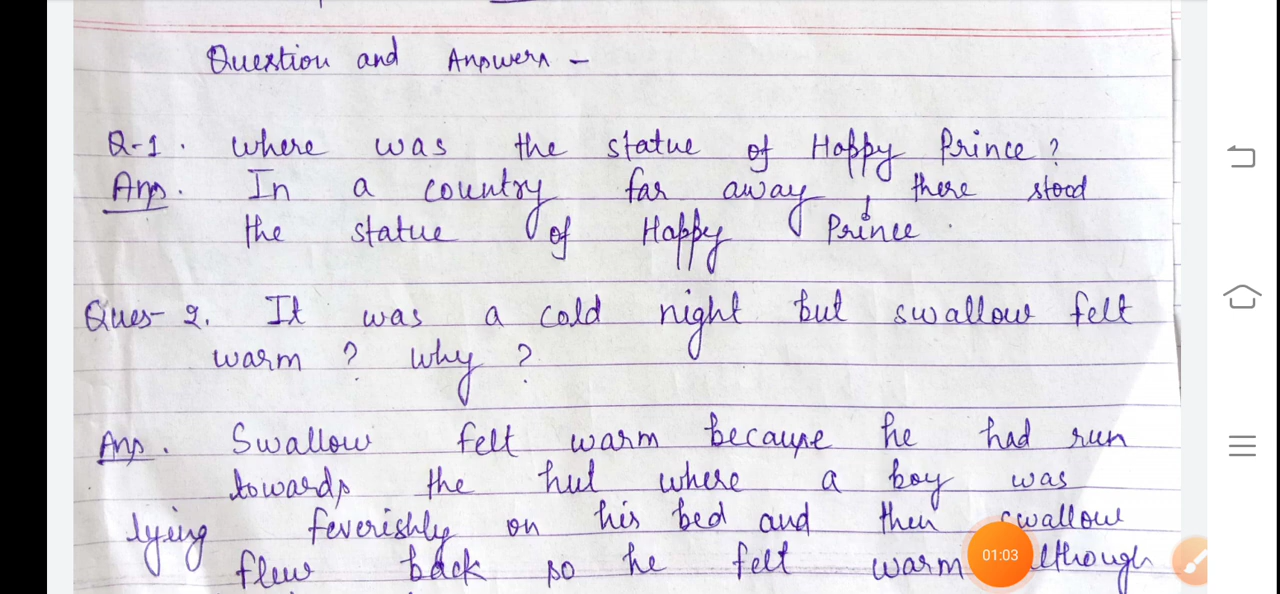 Question and Answers -
Q-1. Where was the statue of Happy Prince?
Ans. In a country far away, there stood
the statue of Happy Prince.
Ques- 2. It was a cold night but swallow felt
warm? why?
Ans. Swallow felt warm because he had run
towards the hut where a boy was
lying feverishly on his bed and then swallow
flew back so he felt warm although
01:03